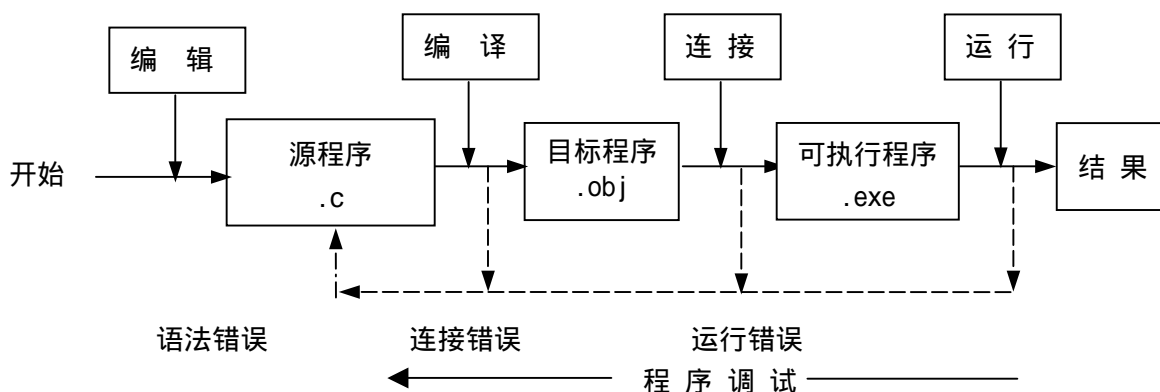 编 辑
编 译
连 接
运 行
开始
源程序
.c
目标程序
.obj
可执行程序
.exe
结 果
语法错误 连接错误 运行错误
程 序 调 试